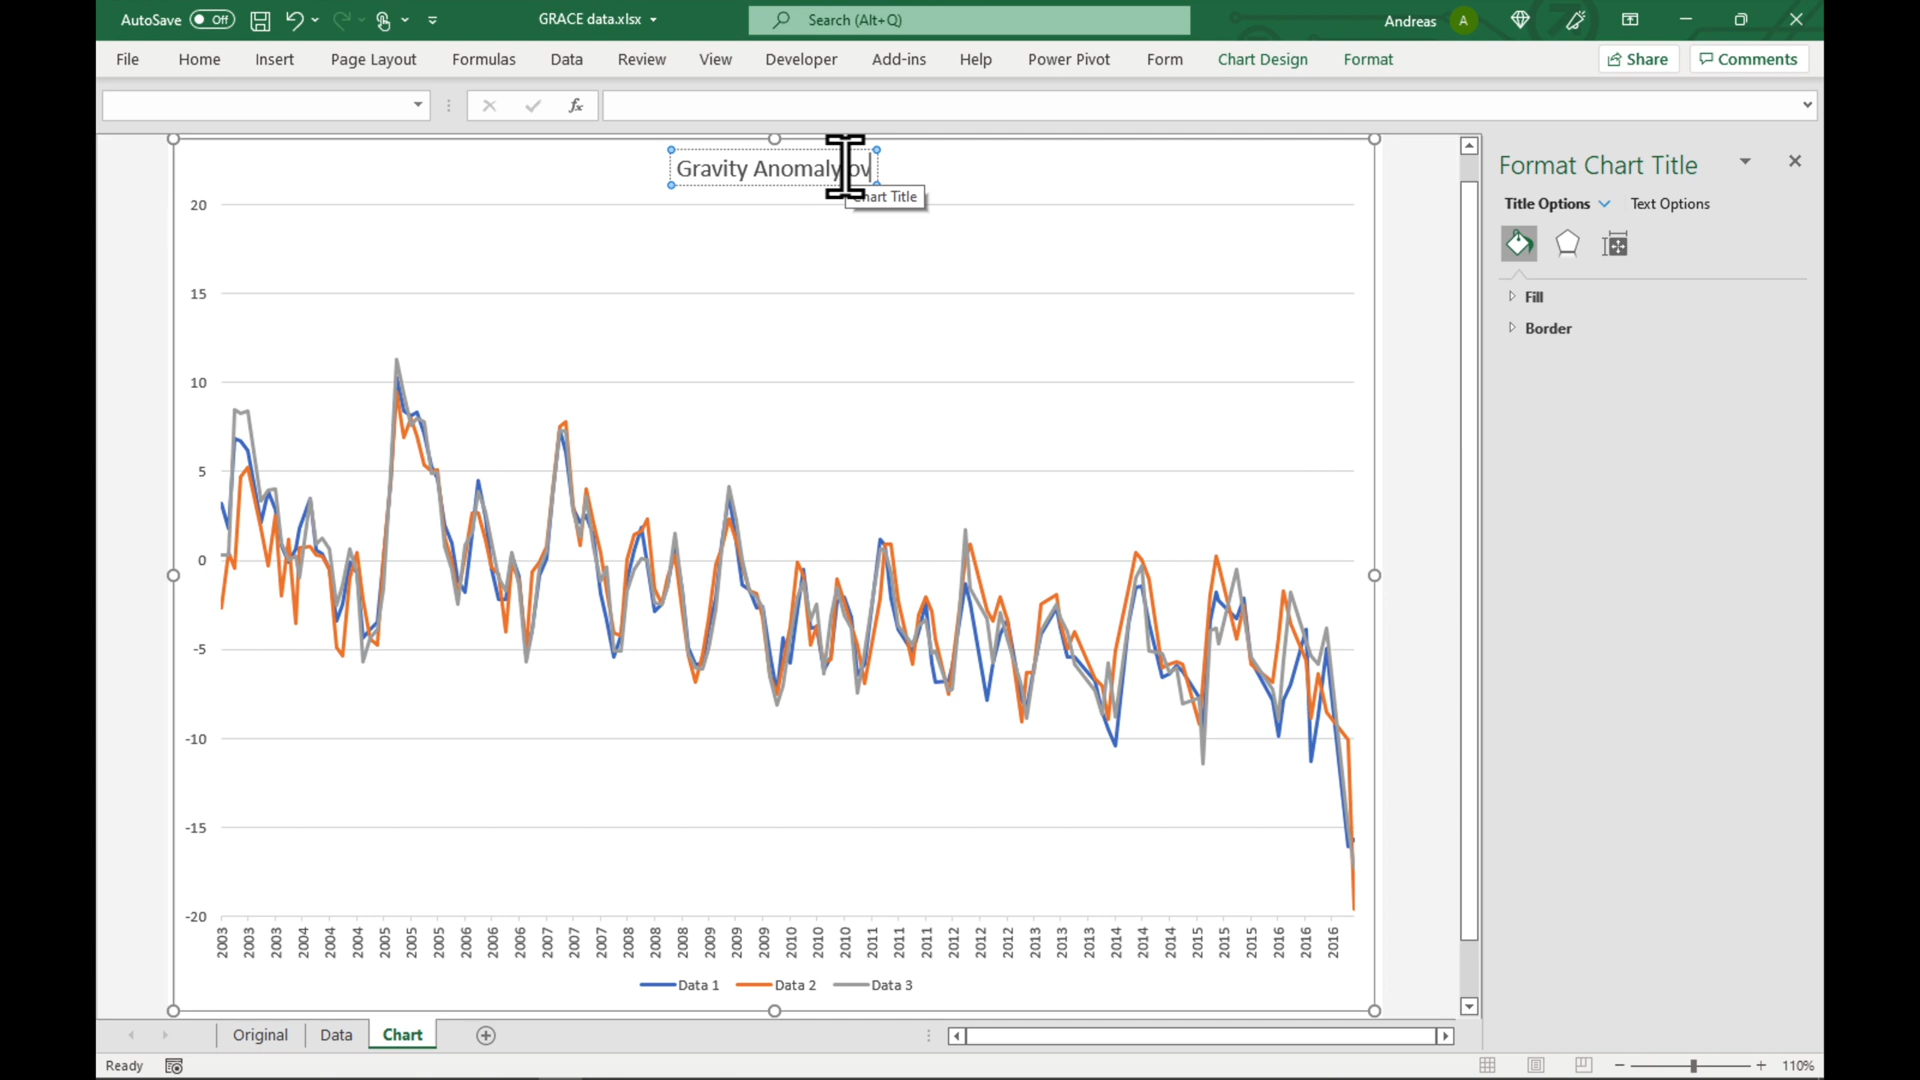 AutoSave Off GRACE data.xlsx Search (Alt+Q) Andreas A
File Home Insert Page Layout Formulas Data Review View Developer Add-ins Help Power Pivot Form Chart Design Format Share Comments
fx
Gravity Anomaly ov
Chart Title
20
15
10
5
0
-5
-10
-15
-20
2003 2003 2003 2004 2004 2004 2005 2005 2005 2006 2006 2006 2007 2007 2007 2008 2008 2008 2009 2009 2009 2010 2010 2010 2011 2011 2011 2012 2012 2012 2013 2013 2013 2014 2014 2014 2015 2015 2015 2016 2016 2016
Data 1 Data 2 Data 3
Format Chart Title
Title Options Text Options
Fill
Border
Original Data Chart
Ready 110%